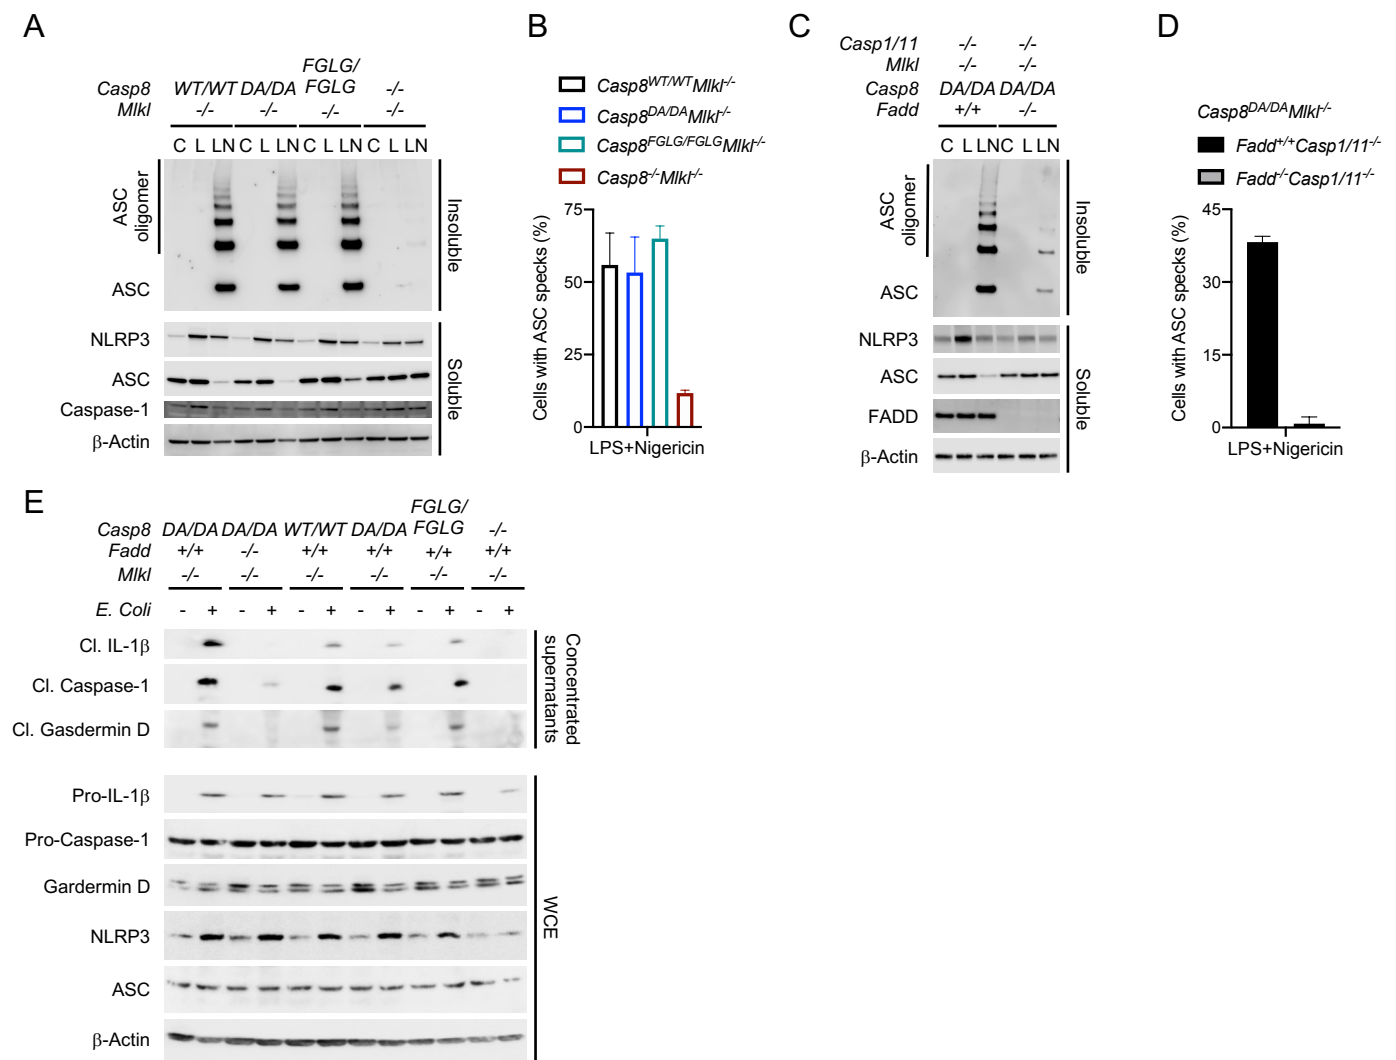 A
Casp8 WT/WT DA/DA FGLG/FGLG -/-
Mlkl -/- -/- -/- -/-
C L LN C L LN C L LN C L LN
ASC oligomer
ASC
Insoluble
NLRP3
ASC
Caspase-1
β-Actin
Soluble
B
Casp8WT/WTMlkl-/-
Casp8DA/DAMlkl-/-
Casp8FGLG/FGLGMlkl-/-
Casp8-/-Mlkl-/-
Cells with ASC specks (%)
75
50
25
0
LPS+Nigericin
C
Casp1/11 -/- -/-
Mlkl -/- -/-
Casp8 DA/DA DA/DA
Fadd +/+ -/-
C L LN C L LN
ASC oligomer
ASC
Insoluble
NLRP3
ASC
FADD
β-Actin
Soluble
D
Casp8DA/DAMlkl-/-
Fadd+/+Casp1/11-/-
Fadd-/-Casp1/11-/-
Cells with ASC specks (%)
45
30
15
0
LPS+Nigericin
E
Casp8 DA/DA DA/DA WT/WT DA/DA FGLG/FGLG -/-
Fadd +/+ -/- +/+ +/+ +/+ +/+
Mlkl -/- -/- -/- -/- -/- -/-
E. Coli - + - + - + - + - + - +
Cl. IL-1β
Cl. Caspase-1
Cl. Gasdermin D
Concentrated supernatants
Pro-IL-1β
Pro-Caspase-1
Gardermin D
NLRP3
ASC
β-Actin
WCE